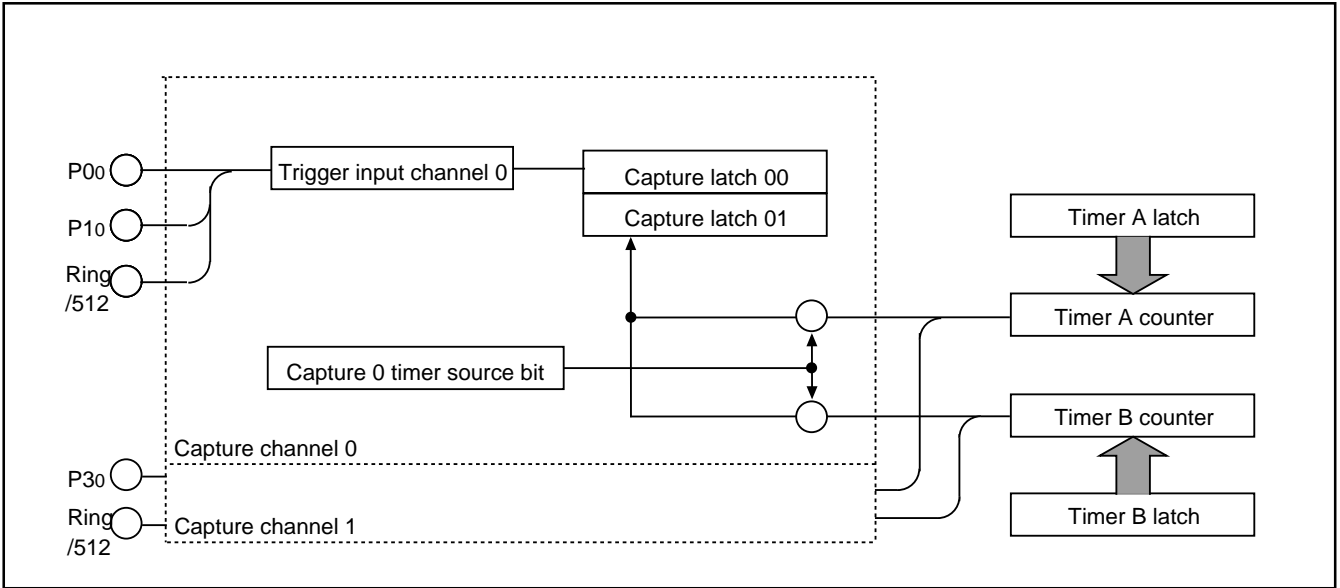 P00
Trigger input channel 0
Capture latch 00
Capture latch 01
P10
Ring
/512
Timer A latch
Timer A counter
Capture 0 timer source bit
Timer B counter
Capture channel 0
P30
Ring
/512
Capture channel 1
Timer B latch